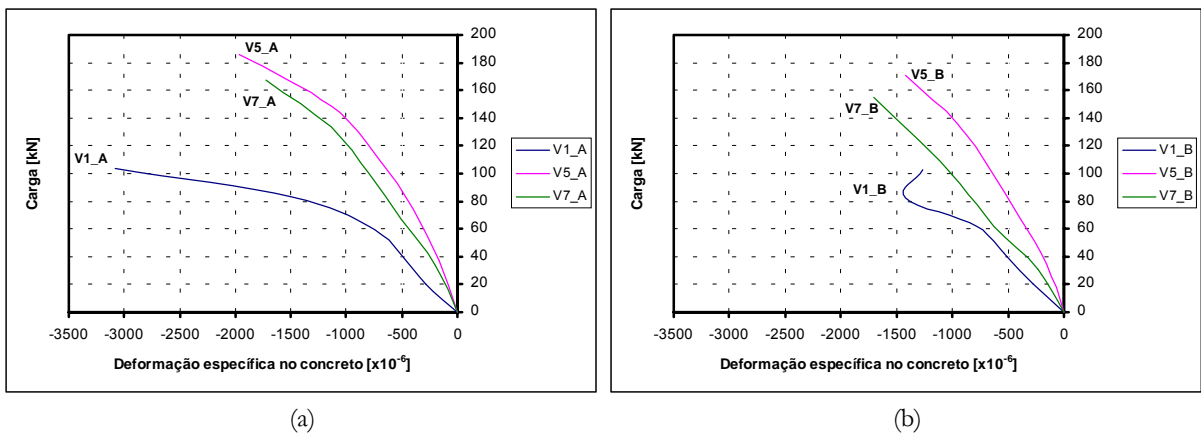 V5_A
V7_A
V1_A
Carga [kN]
200
180
160
140
120
100
80
60
40
20
0
-3500 -3000 -2500 -2000 -1500 -1000 -500 0
Deformação específica no concreto [x10-6]
V1_A
V5_A
V7_A
(a)
V5_B
V7_B
V1_B
Carga [kN]
200
180
160
140
120
100
80
60
40
20
0
-3500 -3000 -2500 -2000 -1500 -1000 -500 0
Deformação específica no concreto [x10-6]
V1_B
V5_B
V7_B
(b)